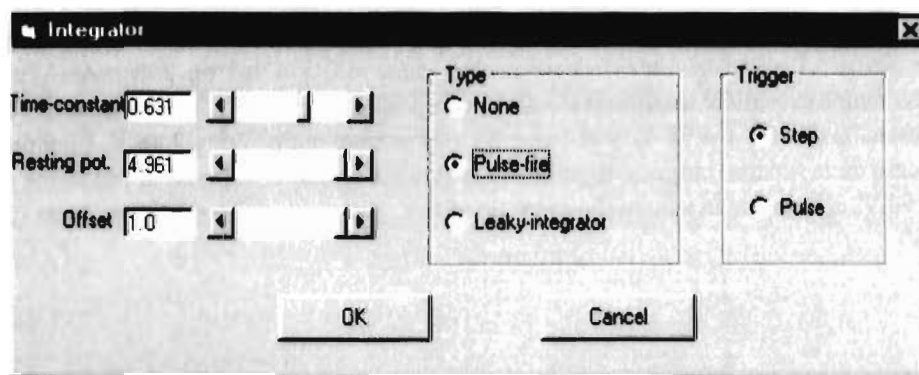 Integrator
Time-constant 0.631
Resting pot. 4.961
Offset 1.0
Type
None
Pulse-fire
Leaky-integrator
Trigger
Step
Pulse
OK
Cancel